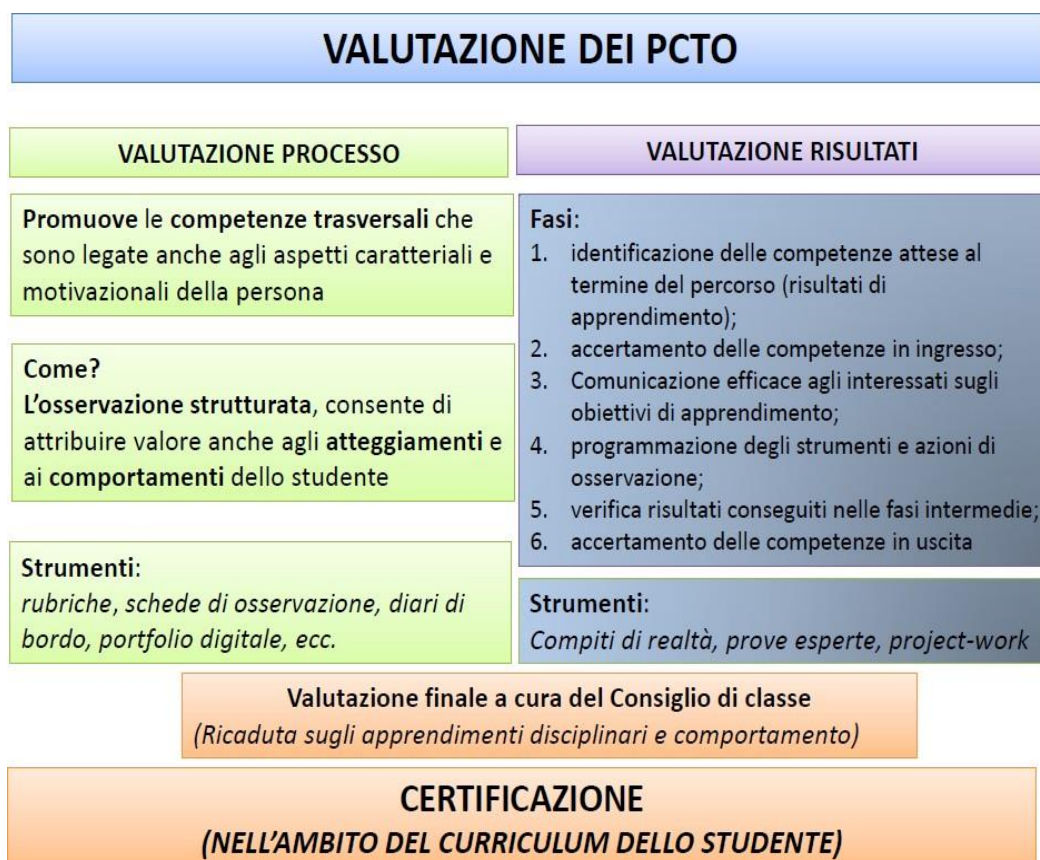 VALUTAZIONE DEI PCTO
VALUTAZIONE PROCESSO
Promuove le competenze trasversali che
sono legate anche agli aspetti caratteriali e
motivazionali della persona
Come?
L'osservazione strutturata, consente di
attribuire valore anche agli atteggiamenti e
ai comportamenti dello studente
Strumenti:
rubriche, schede di osservazione, diari di
bordo, portfolio digitale, ecc.
VALUTAZIONE RISULTATI
Fasi:
1. identificazione delle competenze attese al
termine del percorso (risultati di
apprendimento);
2. accertamento delle competenze in ingresso;
3. Comunicazione efficace agli interessati sugli
obiettivi di apprendimento;
4. programmazione degli strumenti e azioni di
osservazione;
5. verifica risultati conseguiti nelle fasi intermedie;
6. accertamento delle competenze in uscita
Strumenti:
Compiti di realtà, prove esperte, project-work
Valutazione finale a cura del Consiglio di classe
(Ricaduta sugli apprendimenti disciplinari e comportamento)
CERTIFICAZIONE
(NELL'AMBITO DEL CURRICULUM DELLO STUDENTE)